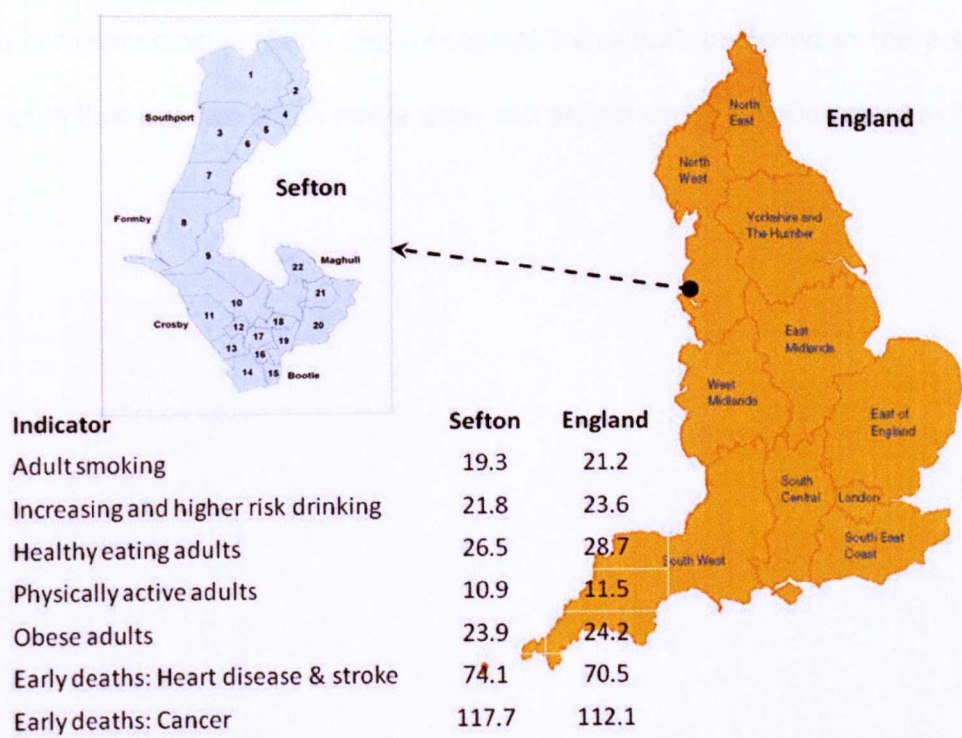 England
Sefton
1
2
Southport
3
4
5
6
7
Formby
8
9
22
Maghull
21
10
11
Crosby
12
18
20
17
19
13
16
14
15
Bootle
North
East
North
West
Yorkshire and
The Humber
East
Midlands
West
Midlands
East of
England
South
Central
London
South East
Coast
South West
Indicator Sefton England
Adult smoking 19.3 21.2
Increasing and higher risk drinking 21.8 23.6
Healthy eating adults 26.5 28.7
Physically active adults 10.9 11.5
Obese adults 23.9 24.2
Early deaths: Heart disease & stroke 74.1 70.5
Early deaths: Cancer 117.7 112.1